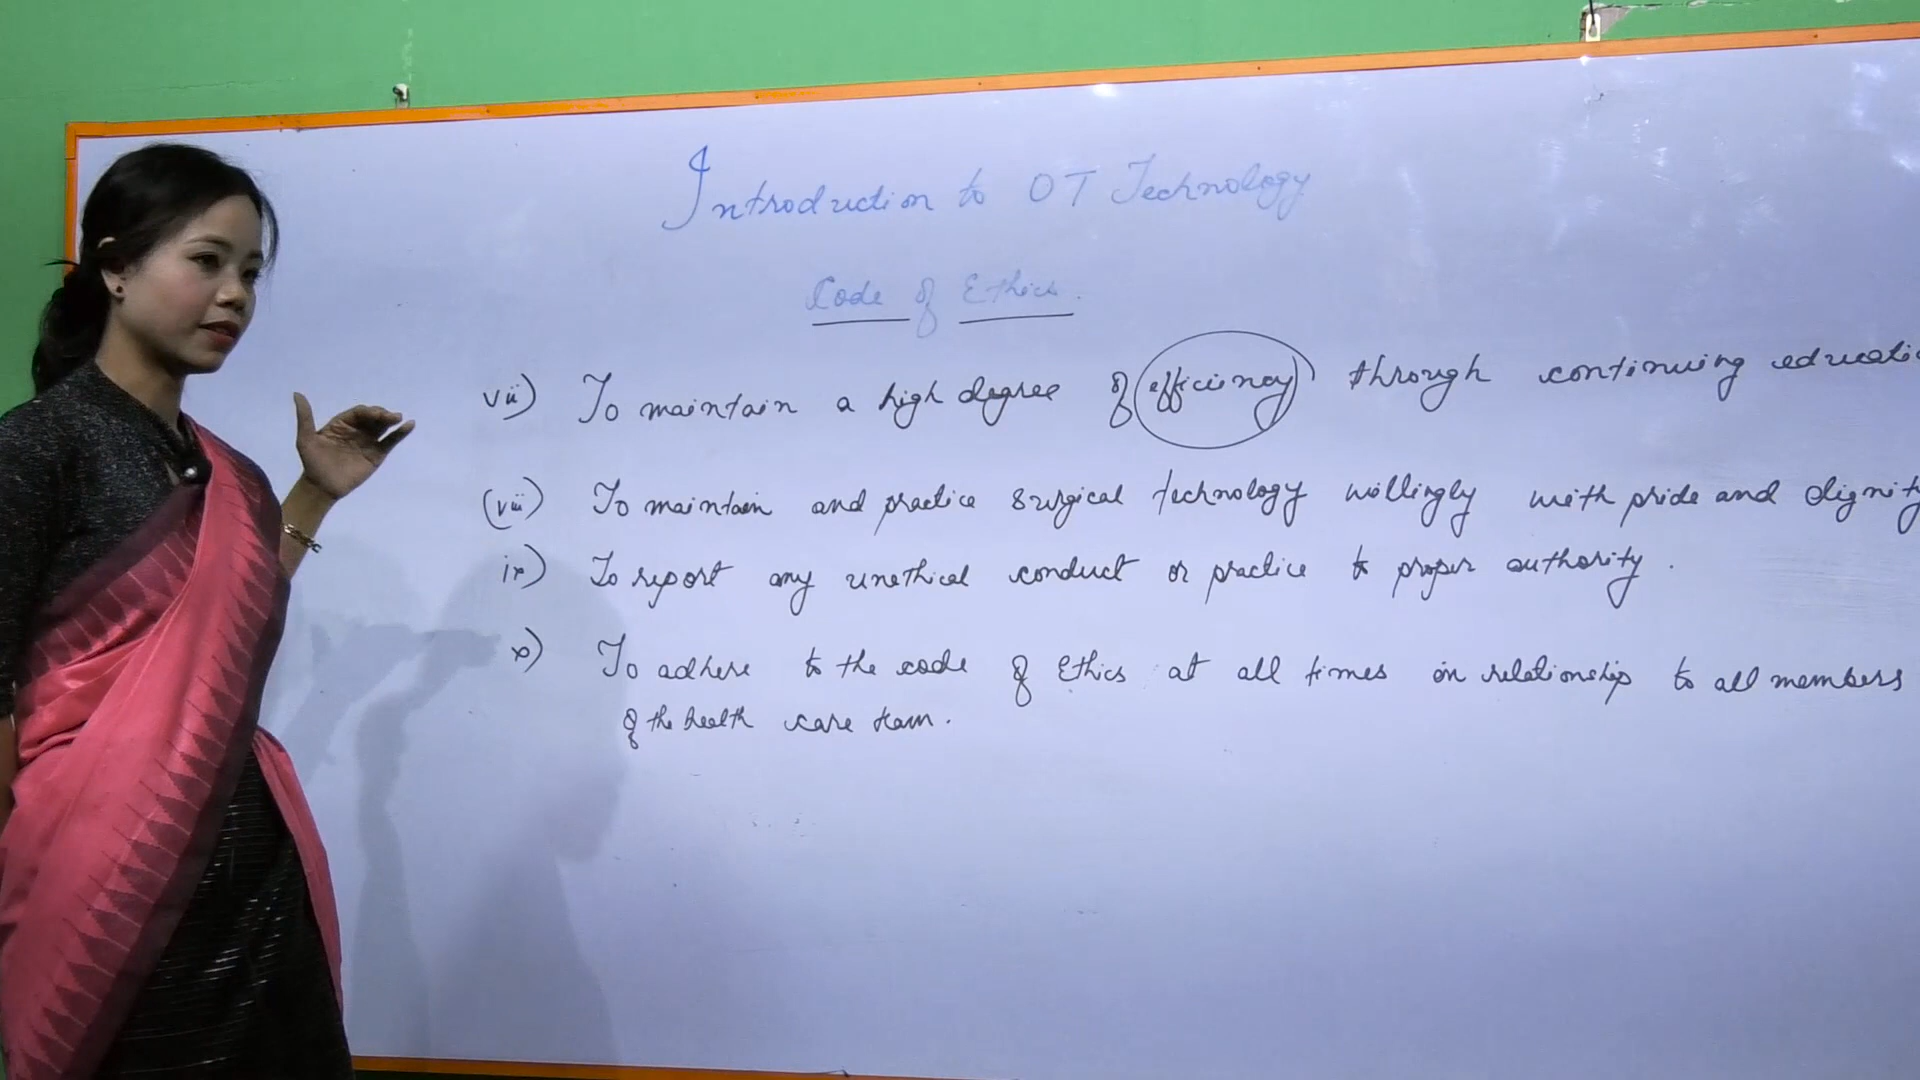 Introduction to OT Technology
Code of Ethics.
vii) To maintain a high degree of efficiency through continuing educatio
(viii) To maintain and practice surgical technology willingly with pride and dignity
ix) To report any unethical conduct or practice to proper authority.
x) To adhere to the code of Ethics at all times in relationship to all members
of the health care team.